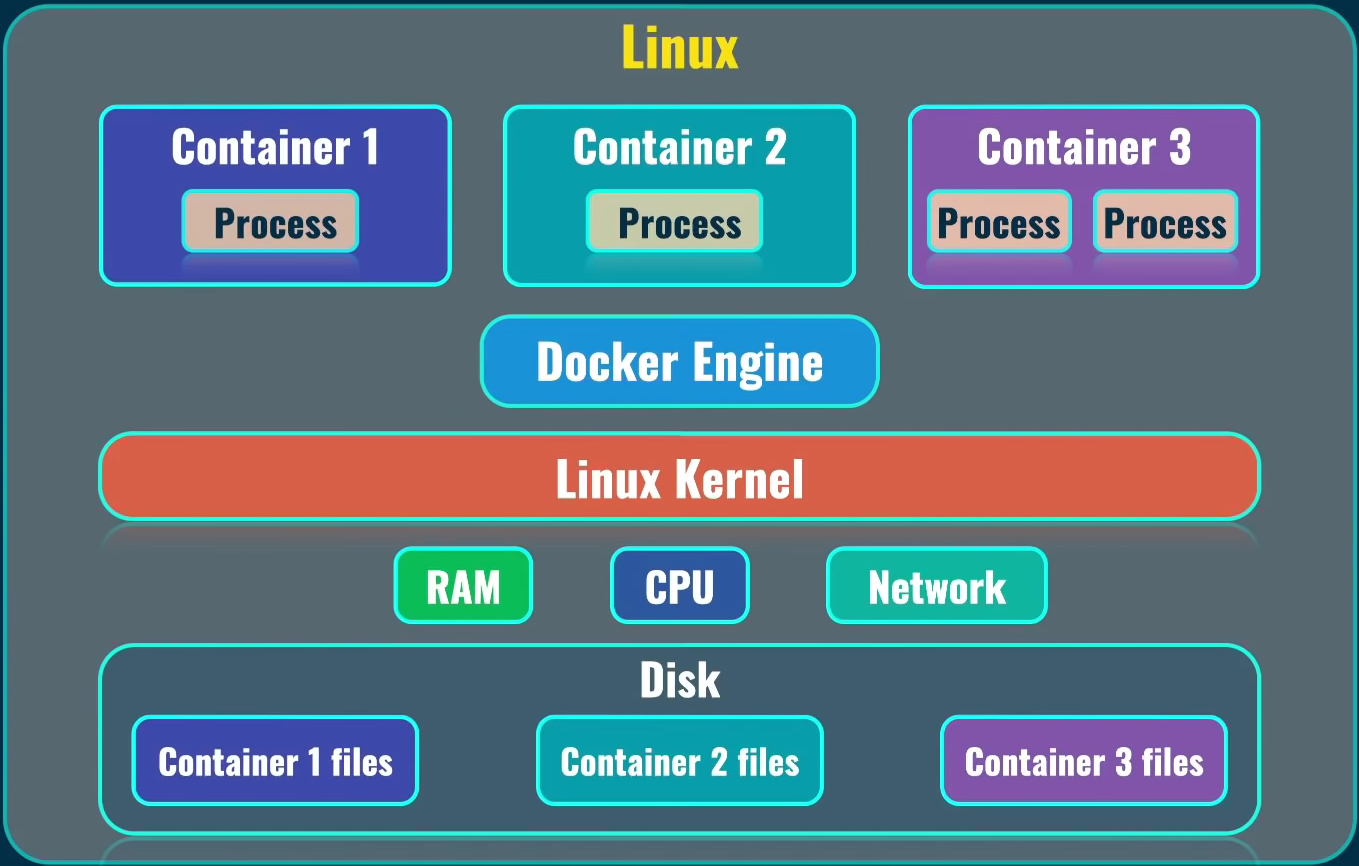 Linux
Container 1
Container 2
Container 3
Process
Process
Process
Process
Docker Engine
Linux Kernel
RAM
CPU
Network
Disk
Container 1 files
Container 2 files
Container 3 files